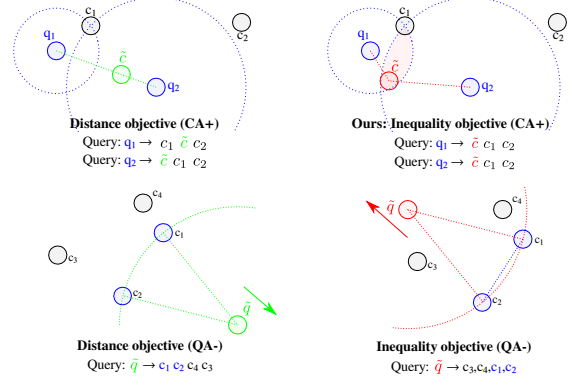 c₁
q₁
c₂
c̃
q₂
Distance objective (CA+)
Query: q₁ → c₁ c̃ c₂
Query: q₂ → c̃ c₁ c₂
c₁
q₁
c₂
c̃
q₂
Ours: Inequality objective (CA+)
Query: q₁ → c̃ c₁ c₂
Query: q₂ → c̃ c₁ c₂
c₄
c₁
c₃
c₂
q̃
Distance objective (QA-)
Query: q̃ → c₁ c₂ c₄ c₃
c₄
q̃
c₁
c₃
c₂
Inequality objective (QA-)
Query: q̃ → c₃,c₄,c₁,c₂